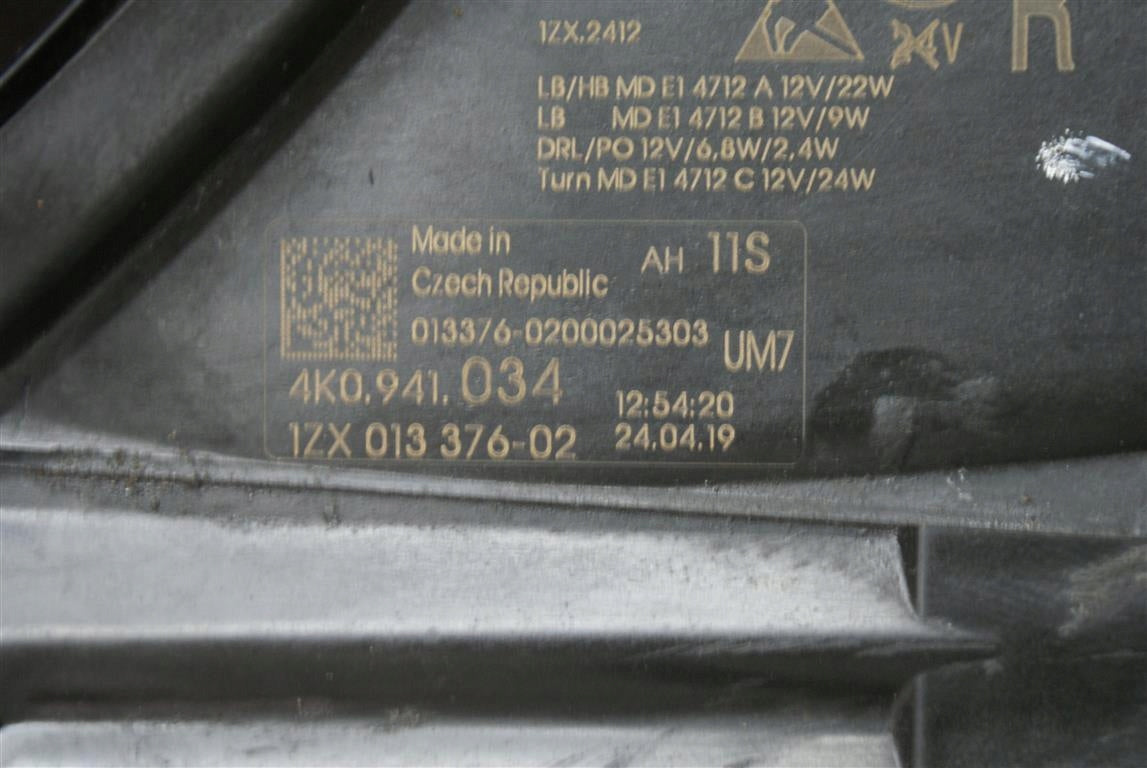 1ZX.2412
24V
R
LB/HB MD E1 4712 A 12V/22W
LB MD E1 4712 B 12V/9W
DRL/PO 12V/6,8W/2,4W
Turn MD E1 4712 C 12V/24W
Made in
Czech Republic
AH 11S
013376-0200025303
UM7
4K0.941.034
12:54:20
1ZX 013 376-02
24.04.19